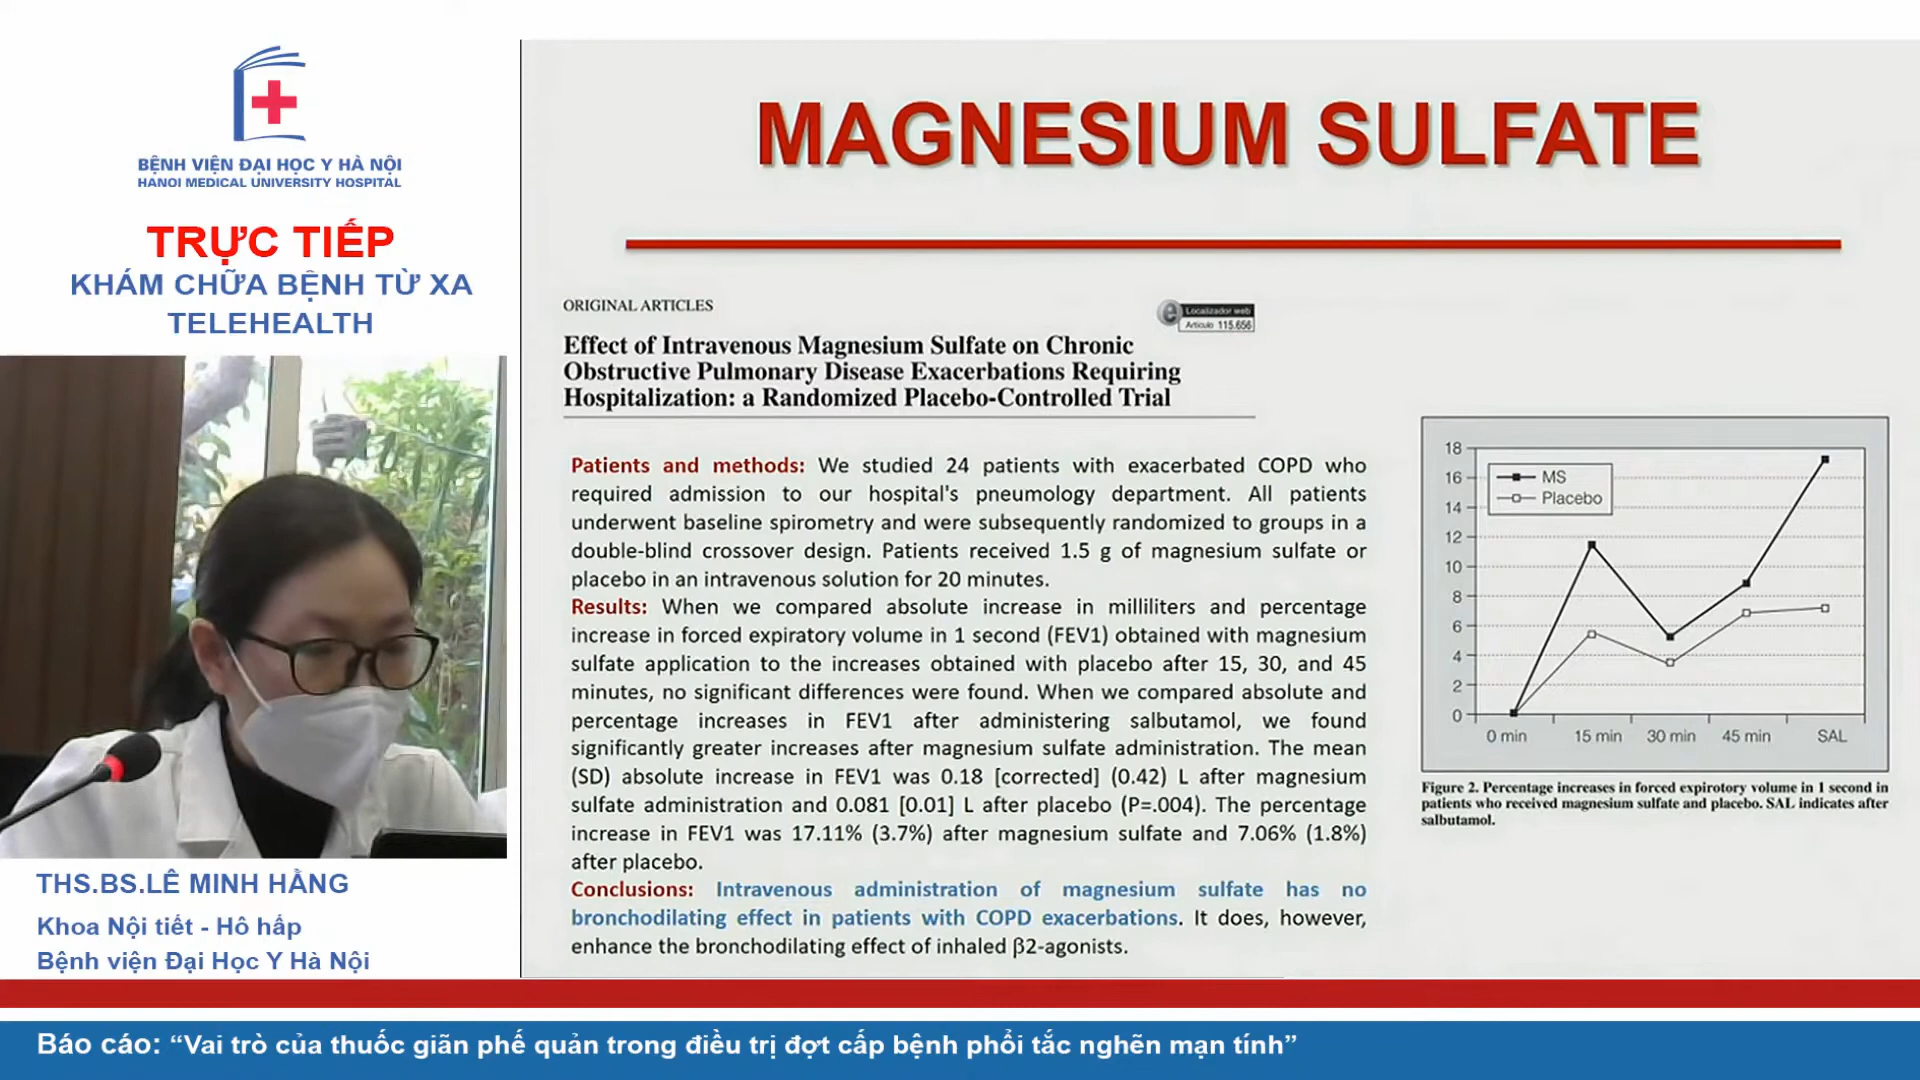 BỆNH VIỆN ĐẠI HỌC Y HÀ NỘI
HANOI MEDICAL UNIVERSITY HOSPITAL
TRỰC TIẾP
KHÁM CHỮA BỆNH TỪ XA
TELEHEALTH
THS.BS.LÊ MINH HẰNG
Khoa Nội tiết - Hô hấp
Bệnh viện Đại Học Y Hà Nội
MAGNESIUM SULFATE
ORIGINAL ARTICLES
e Localizador web
Artículo 115.656
Effect of Intravenous Magnesium Sulfate on Chronic
Obstructive Pulmonary Disease Exacerbations Requiring
Hospitalization: a Randomized Placebo-Controlled Trial
Patients and methods: We studied 24 patients with exacerbated COPD who
required admission to our hospital's pneumology department. All patients
underwent baseline spirometry and were subsequently randomized to groups in a
double-blind crossover design. Patients received 1.5 g of magnesium sulfate or
placebo in an intravenous solution for 20 minutes.
Results: When we compared absolute increase in milliliters and percentage
increase in forced expiratory volume in 1 second (FEV1) obtained with magnesium
sulfate application to the increases obtained with placebo after 15, 30, and 45
minutes, no significant differences were found. When we compared absolute and
percentage increases in FEV1 after administering salbutamol, we found
significantly greater increases after magnesium sulfate administration. The mean
(SD) absolute increase in FEV1 was 0.18 [corrected] (0.42) L after magnesium
sulfate administration and 0.081 [0.01] L after placebo (P=.004). The percentage
increase in FEV1 was 17.11% (3.7%) after magnesium sulfate and 7.06% (1.8%)
after placebo.
Conclusions: Intravenous administration of magnesium sulfate has no
bronchodilating effect in patients with COPD exacerbations. It does, however,
enhance the bronchodilating effect of inhaled β2-agonists.
18
16
14
12
10
8
6
4
2
0
MS
Placebo
0 min 15 min 30 min 45 min SAL
Figure 2. Percentage increases in forced expirotory volume in 1 second in
patients who received magnesium sulfate and placebo. SAL indicates after
salbutamol.
Báo cáo: “Vai trò của thuốc giãn phế quản trong điều trị đợt cấp bệnh phổi tắc nghẽn mạn tính”